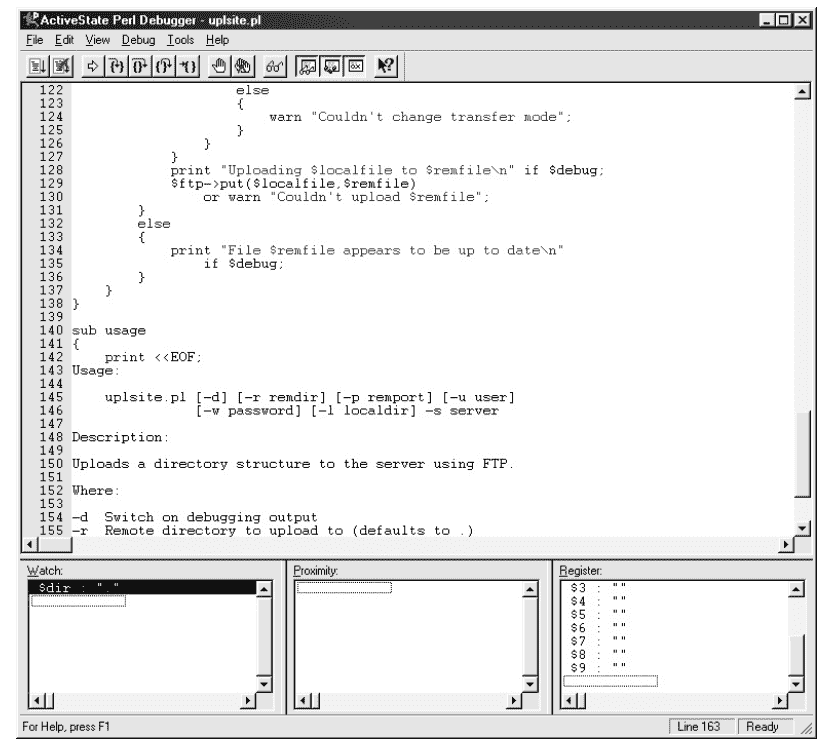 ActiveState Perl Debugger - uplsite.pl
File Edit View Debug Tools Help
122 else
123 {
124 warn "Couldn't change transfer mode";
125 }
126 }
127 }
128 print "Uploading $localfile to $remfile\n" if $debug;
129 $ftp->put($localfile,$remfile)
130 or warn "Couldn't upload $remfile";
131 }
132 else
133 {
134 print "File $remfile appears to be up to date\n"
135 if $debug;
136 }
137 }
138 }
139
140 sub usage
141 {
142 print <<EOF;
143 Usage:
144
145 uplsite.pl [-d] [-r remdir] [-p remport] [-u user]
146 [-w password] [-l localdir] -s server
147
148 Description:
149
150 Uploads a directory structure to the server using FTP.
151
152 Where:
153
154 -d Switch on debugging output
155 -r Remote directory to upload to (defaults to .)
Watch: Proximity: Register:
$dir : "."
$3 : ""
$4 : ""
$5 : ""
$6 : ""
$7 : ""
$8 : ""
$9 : ""
For Help, press F1 Line 163 Ready